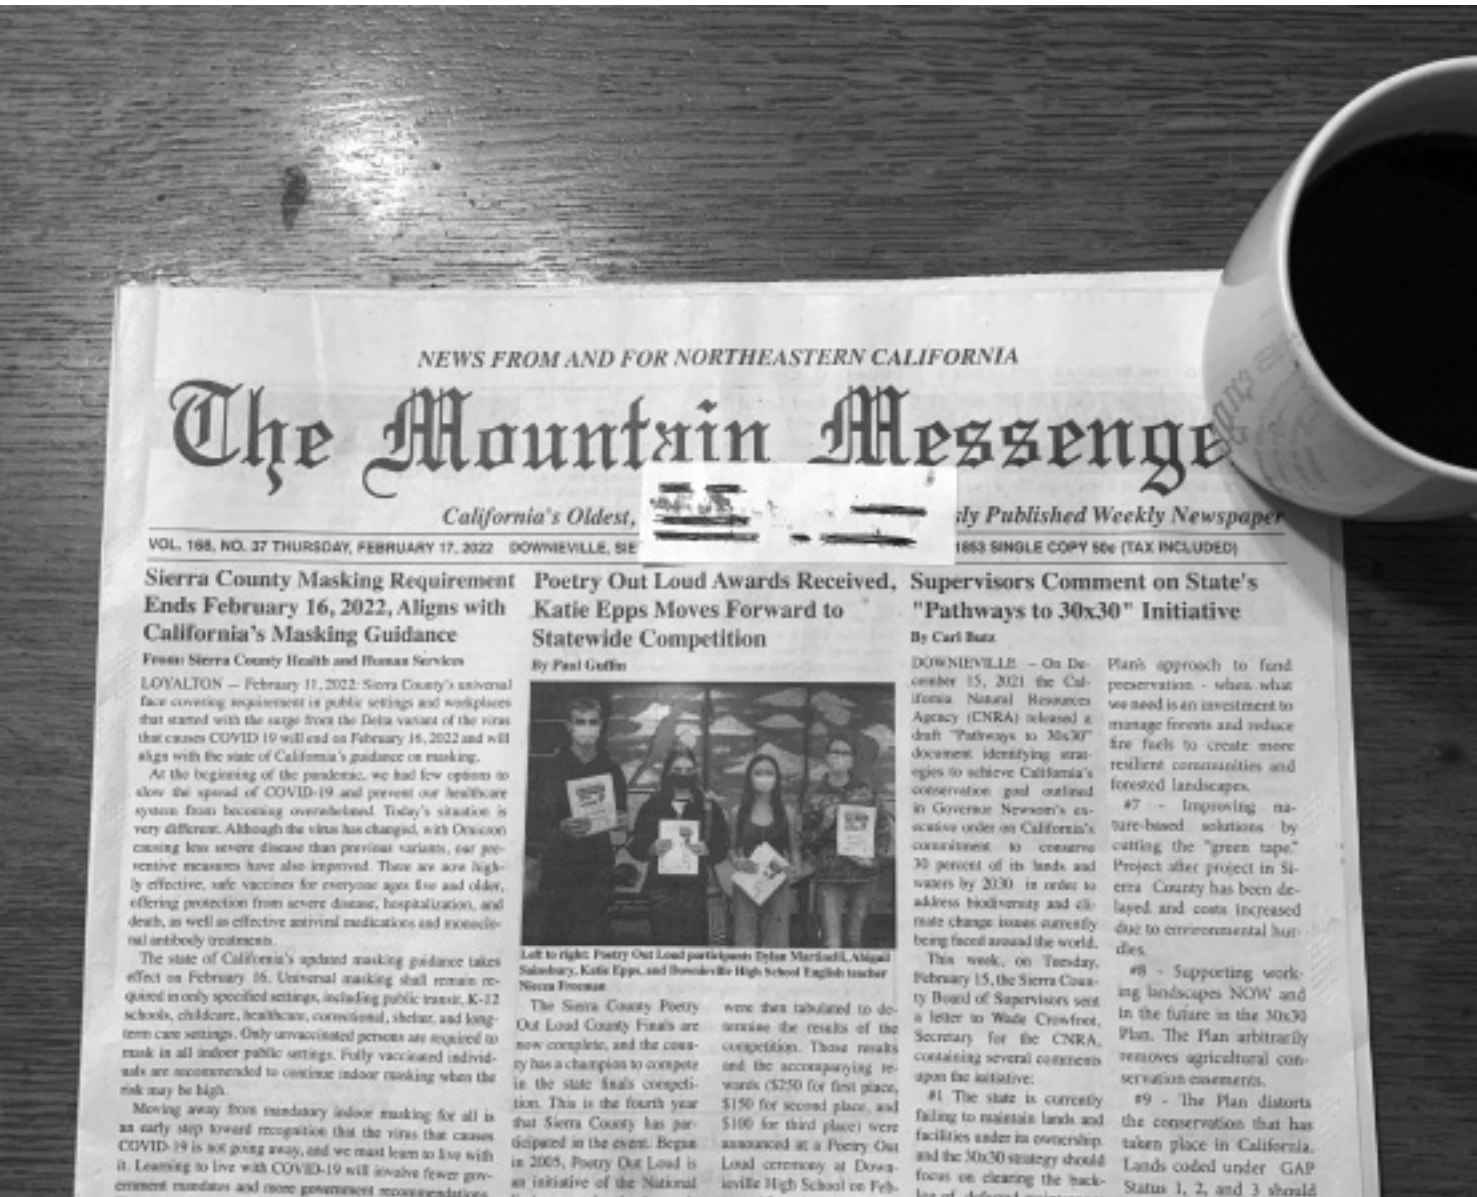 NEWS FROM AND FOR NORTHEASTERN CALIFORNIA
The Mountain Messenge
California's Oldest,
sly Published Weekly Newspaper
VOL. 168, NO. 37 THURSDAY, FEBRUARY 17, 2022 DOWNIEVILLE, SIE
1853 SINGLE COPY 50¢ (TAX INCLUDED)
Sierra County Masking Requirement
Ends February 16, 2022, Aligns with
California's Masking Guidance
From: Sierra County Health and Human Services
LOYALTON — February 11, 2022: Sierra County's universal
face covering requirement in public settings and workplaces
that started with the surge from the Delta variant of the virus
that causes COVID 19 will end on February 16, 2022 and will
align with the state of California's guidance on masking.
At the beginning of the pandemic, we had few options to
slow the spread of COVID-19 and prevent our healthcare
system from becoming overwhelmed. Today's situation is
very different. Although the virus has changed, with Omicron
causing less severe disease than previous variants, our pre-
ventive measures have also improved. There are now high-
ly effective, safe vaccines for everyone ages five and older,
offering protection from severe disease, hospitalization, and
death, as well as effective antiviral medications and monoclo-
nal antibody treatments.
The state of California's updated masking guidance takes
effect on February 16. Universal masking shall remain re-
quired in only specified settings, including public transit, K-12
schools, childcare, healthcare, correctional, shelter, and long-
term care settings. Only unvaccinated persons are required to
mask in all indoor public settings. Fully vaccinated individ-
uals are recommended to continue indoor masking when the
risk may be high.
Moving away from mandatory indoor masking for all is
an early step toward recognition that the virus that causes
COVID-19 is not going away, and we must learn to live with
it. Learning to live with COVID-19 will involve fewer gov-
ernment mandates and more government recommendations.
Poetry Out Loud Awards Received,
Katie Epps Moves Forward to
Statewide Competition
By Paul Guffin
Left to right: Poetry Out Loud participants Dylan Martinelli, Abigail
Sainsbury, Katie Epps, and Downieville High School English teacher
Freeman
The Sierra County Poetry
Out Loud County Finals are
now complete, and the coun-
ty has a champion to compete
in the state finals competi-
tion. This is the fourth year
that Sierra County has par-
ticipated in the event. Began
in 2005, Poetry Out Loud is
an initiative of the National
were then tabulated to de-
termine the results of the
competition. Those results
and the accompanying re-
wards ($250 for first place,
$150 for second place, and
$100 for third place) were
announced at a Poetry Out
Loud ceremony at Down-
ieville High School on Feb-
Supervisors Comment on State's
"Pathways to 30x30" Initiative
By Carl Butz
DOWNIEVILLE – On De-
cember 15, 2021 the Cal-
ifornia Natural Resources
Agency (CNRA) released a
draft "Pathways to 30x30"
document identifying strat-
egies to achieve California's
conservation goal outlined
in Governor Newsom's ex-
ecutive order on California's
commitment to conserve
30 percent of its lands and
waters by 2030 in order to
address biodiversity and cli-
mate change issues currently
being faced around the world.
This week, on Tuesday,
February 15, the Sierra Coun-
ty Board of Supervisors sent
a letter to Wade Crowfoot,
Secretary for the CNRA,
containing several comments
upon the initiative:
#1 The state is currently
failing to maintain lands and
facilities under its ownership,
and the 30x30 strategy should
focus on clearing the back-
log of deferred maintenance
Plan's approach to fund
preservation - when what
we need is an investment to
manage forests and reduce
fire fuels to create more
resilient communities and
forested landscapes.
#7 - Improving na-
ture-based solutions by
cutting the "green tape."
Project after project in Si-
erra County has been de-
layed and costs increased
due to environmental hur-
dles.
#8 - Supporting work-
ing landscapes NOW and
in the future in the 30x30
Plan. The Plan arbitrarily
removes agricultural con-
servation easements.
#9 - The Plan distorts
the conservation that has
taken place in California.
Lands coded under GAP
Status 1, 2, and 3 should